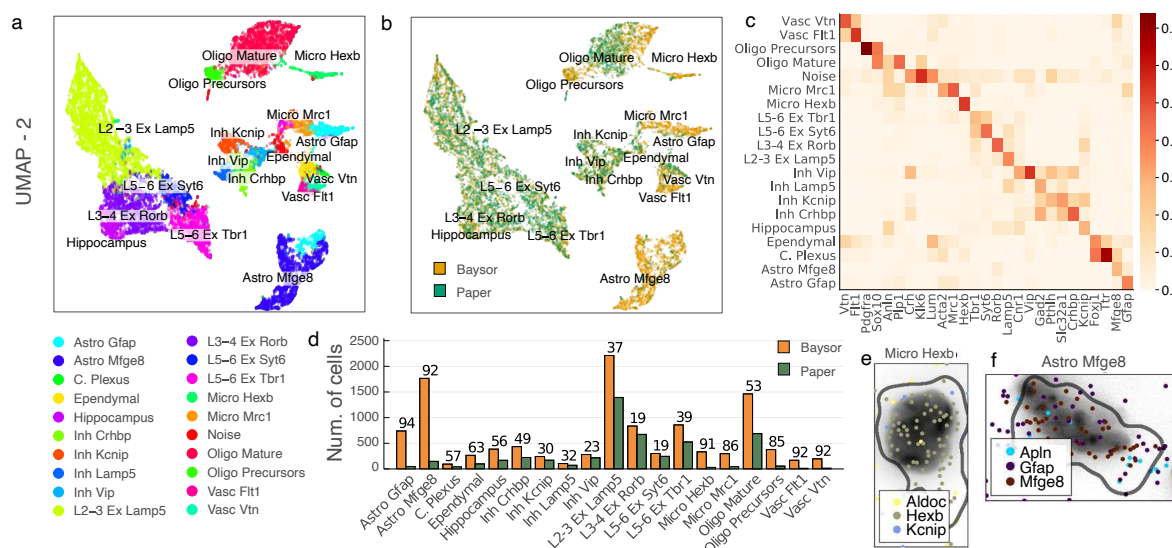 a
UMAP - 2
Oligo Mature
Micro Hexb
Oligo Precursors
L2−3 Ex Lamp5
Micro Mrc1
Inh Kcnip
Astro Gfap
Ependymal
Inh Vip
Inh Crhbp
Vasc Vtn
Vasc Flt1
L5−6 Ex Syt6
L3−4 Ex Rorb
Hippocampus
L5−6 Ex Tbr1
Astro Mfge8
b
Oligo Mature
Micro Hexb
Oligo Precursors
L2−3 Ex Lamp5
Micro Mrc1
Inh Kcnip
Astro Gfap
Ependymal
Inh Vip
Inh Crhbp
Vasc Vtn
Vasc Flt1
L5−6 Ex Syt6
L3−4 Ex Rorb
Hippocampus
L5−6 Ex Tbr1
Astro Mfge8
Baysor
Paper
c
Vasc Vtn
Vasc Flt1
Oligo Precursors
Oligo Mature
Noise
Micro Mrc1
Micro Hexb
L5-6 Ex Tbr1
L5-6 Ex Syt6
L3-4 Ex Rorb
L2-3 Ex Lamp5
Inh Vip
Inh Lamp5
Inh Kcnip
Inh Crhbp
Hippocampus
Ependymal
C. Plexus
Astro Mfge8
Astro Gfap
Vtn
Flt1
Pdgfra
Sox10
Anln
Plp1
Crh
Klk6
Lum
Acta2
Mrc1
Hexb
Tbr1
Syt6
Rorb
Lamp5
Cnr1
Vip
Gad2
Pthlh
Slc32a1
Crhbp
Kcnip
Foxj1
Ttr
Mfge8
Gfap
0.
0.
0.
0.
0.
0.
Astro Gfap
Astro Mfge8
C. Plexus
Ependymal
Hippocampus
Inh Crhbp
Inh Kcnip
Inh Lamp5
Inh Vip
L2−3 Ex Lamp5
L3−4 Ex Rorb
L5−6 Ex Syt6
L5−6 Ex Tbr1
Micro Hexb
Micro Mrc1
Noise
Oligo Mature
Oligo Precursors
Vasc Flt1
Vasc Vtn
d
Num. of cells
2500
2000
1500
1000
500
0
94
92
57
63
56
49
30
32
23
37
19
19
39
91
86
53
85
92
92
Baysor
Paper
Astro Gfap
Astro Mfge8
C. Plexus
Ependymal
Hippocampus
Inh Crhbp
Inh Kcnip
Inh Lamp5
Inh Vip
L2-3 Ex Lamp5
L3-4 Ex Rorb
L5-6 Ex Syt6
L5-6 Ex Tbr1
Micro Hexb
Micro Mrc1
Oligo Mature
Oligo Precursors
Vasc Flt1
Vasc Vtn
e
Micro Hexb
Aldoc
Hexb
Kcnip
f
Astro Mfge8
Apln
Gfap
Mfge8